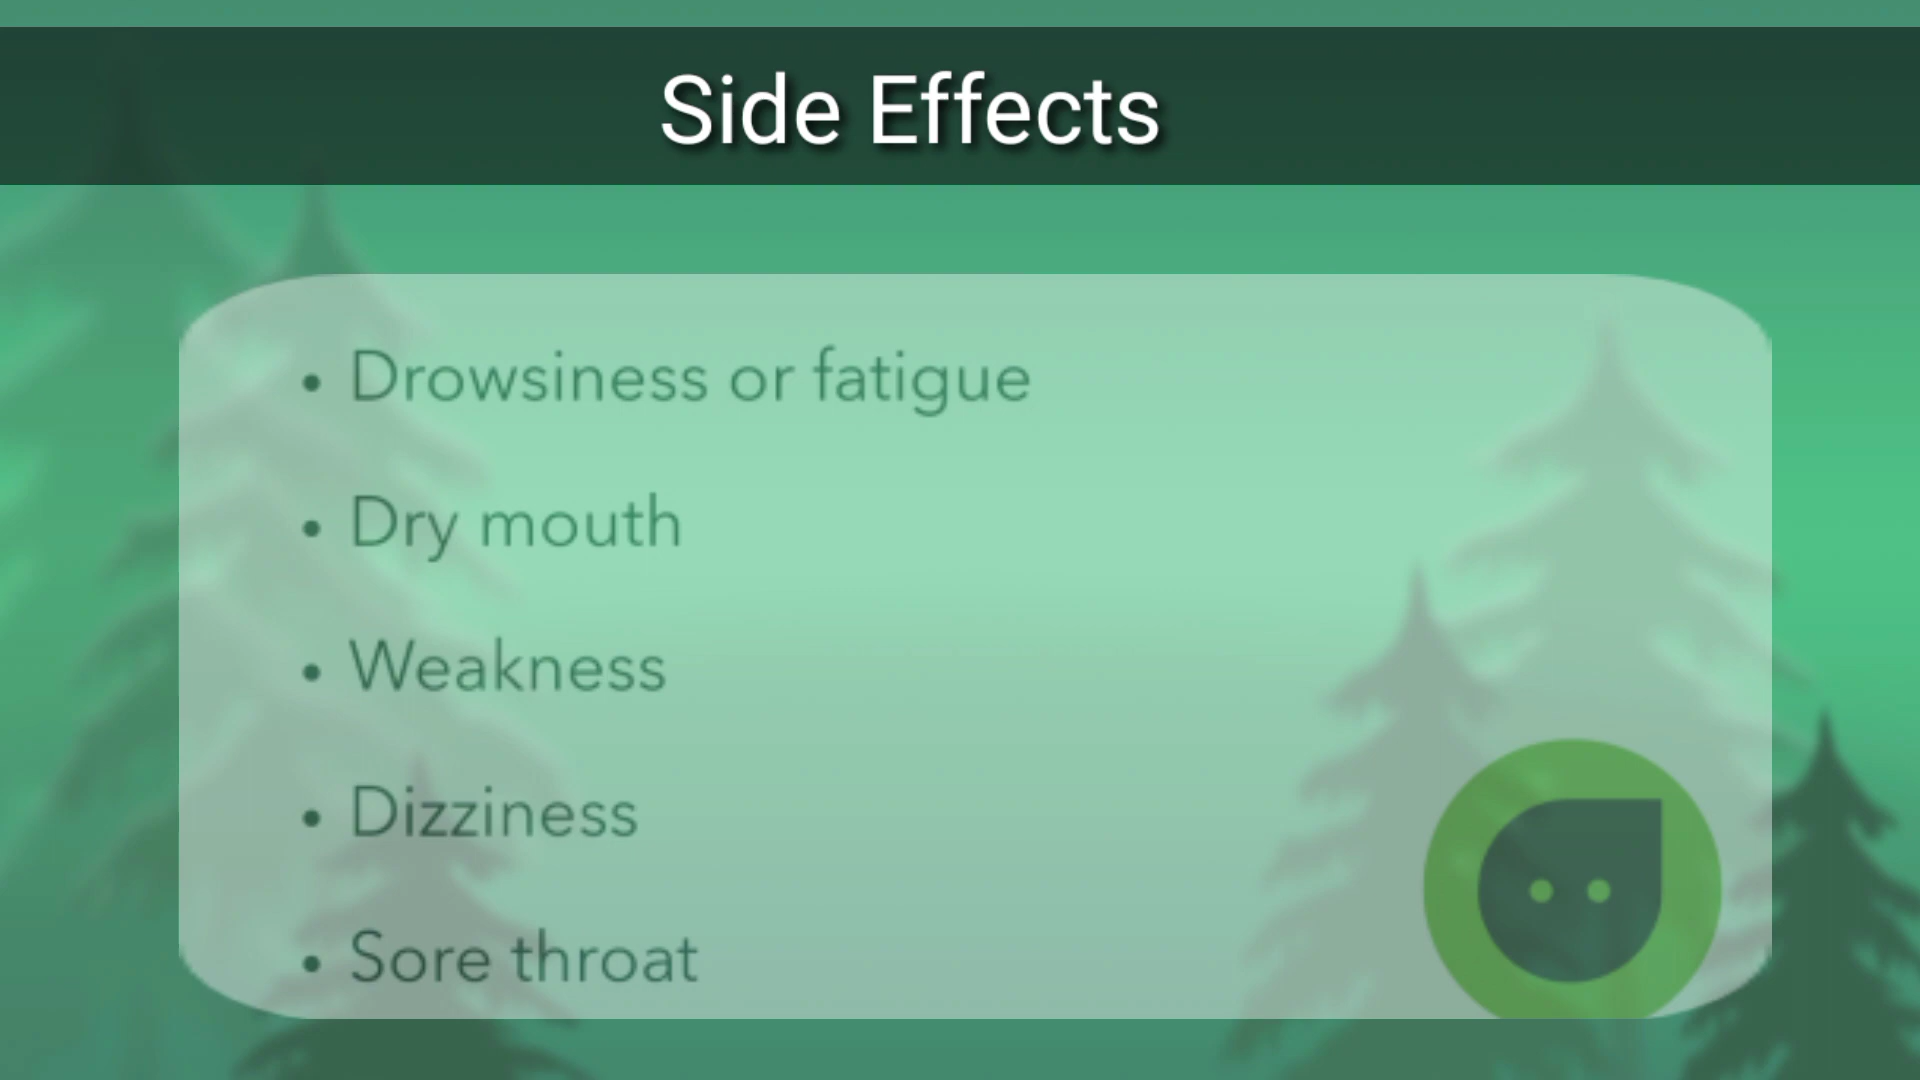 Side Effects
• Drowsiness or fatigue
• Dry mouth
• Weakness
• Dizziness
• Sore throat